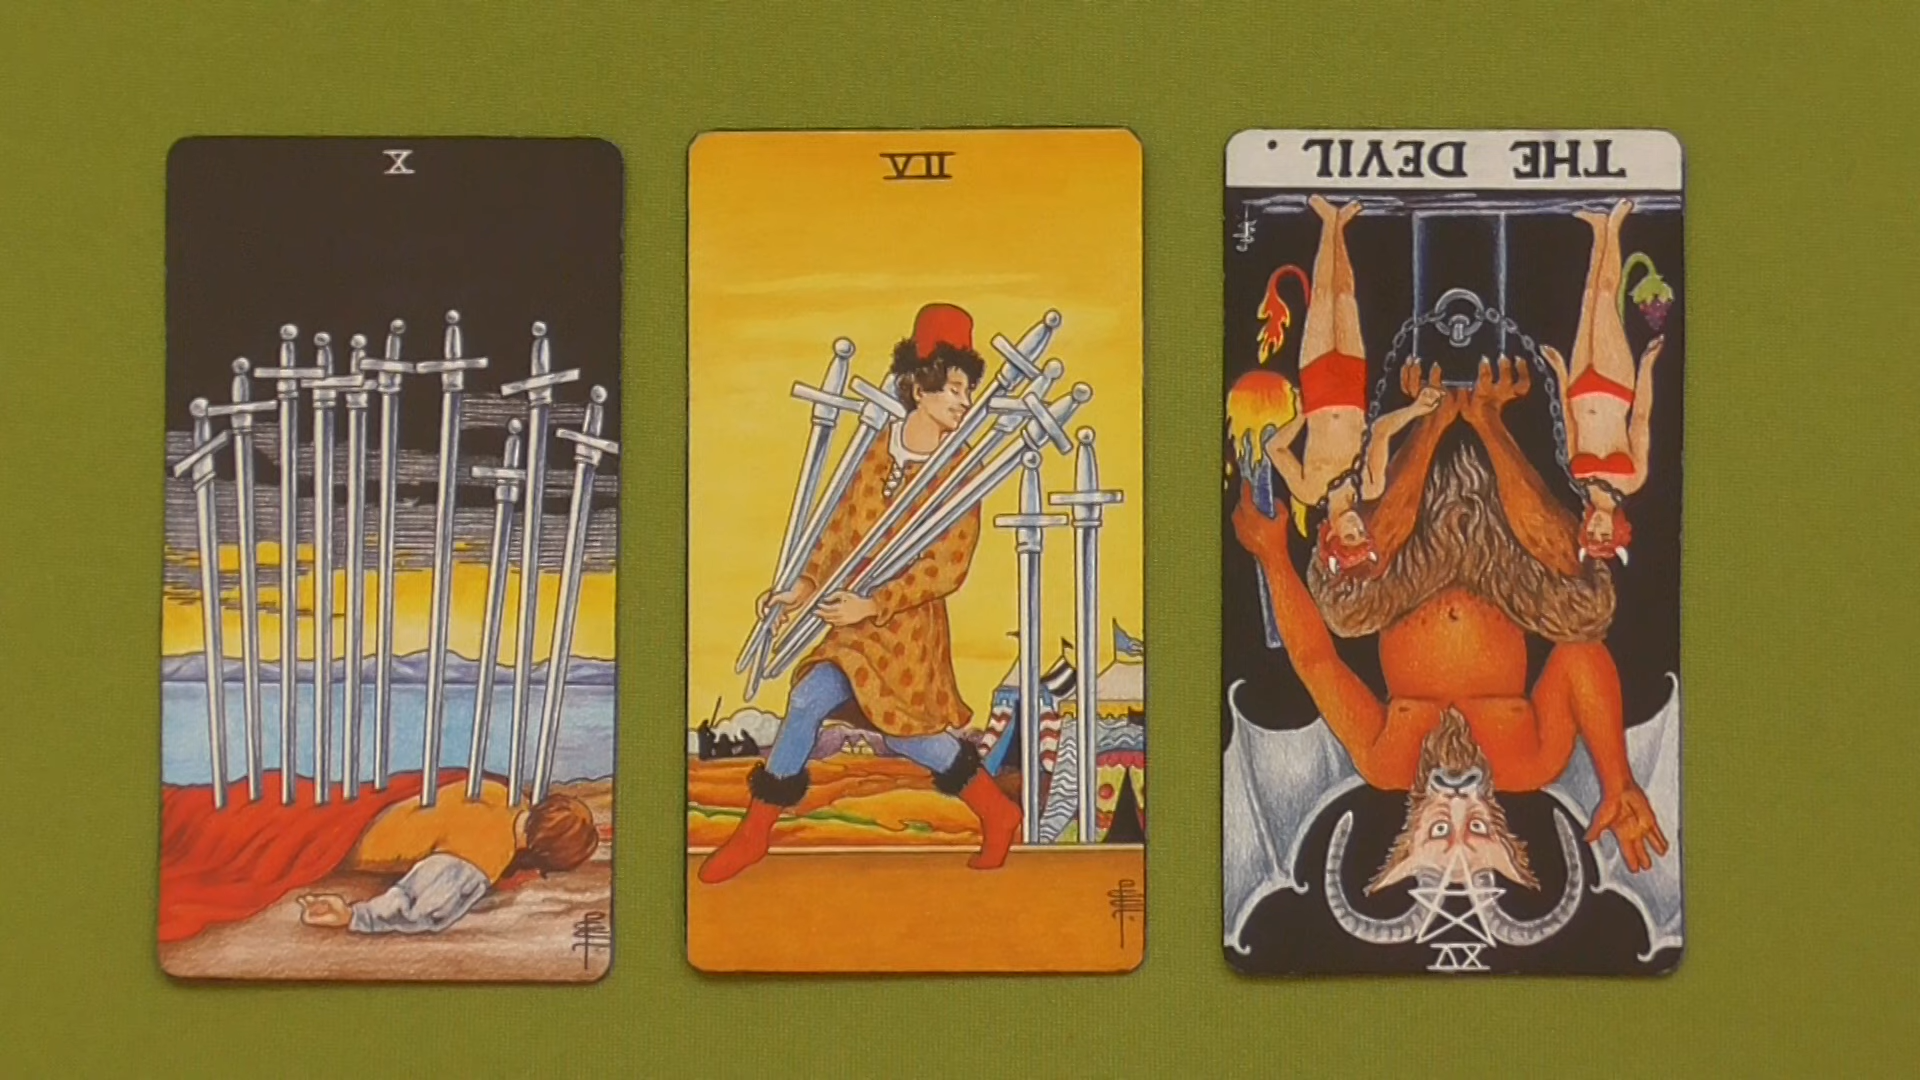 X
VII
THE DEVIL.
XV